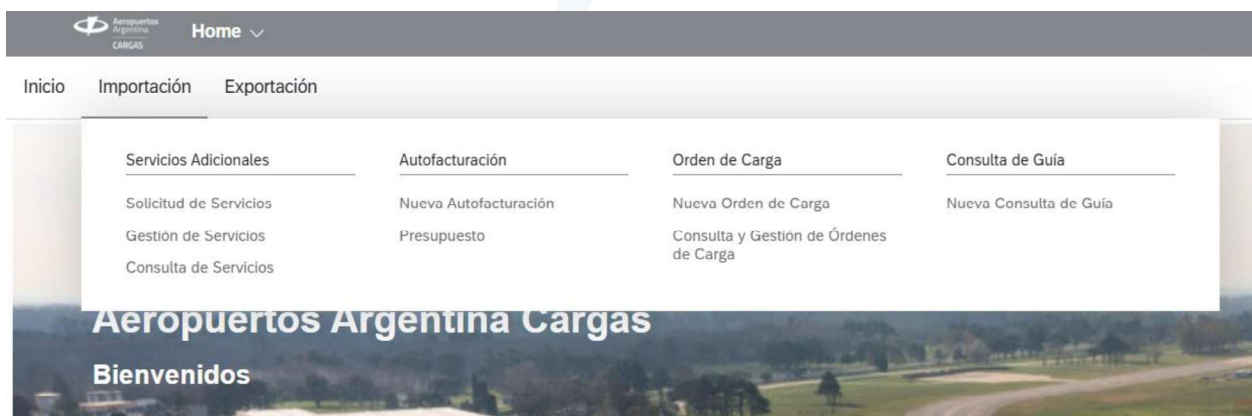 Aeropuertos
Argentina
CARGAS
Home
Inicio Importación Exportación
Servicios Adicionales
Solicitud de Servicios
Gestión de Servicios
Consulta de Servicios
Autofacturación
Nueva Autofacturación
Presupuesto
Orden de Carga
Nueva Orden de Carga
Consulta y Gestión de Órdenes
de Carga
Consulta de Guía
Nueva Consulta de Guía
Aeropuertos Argentina Cargas
Bienvenidos